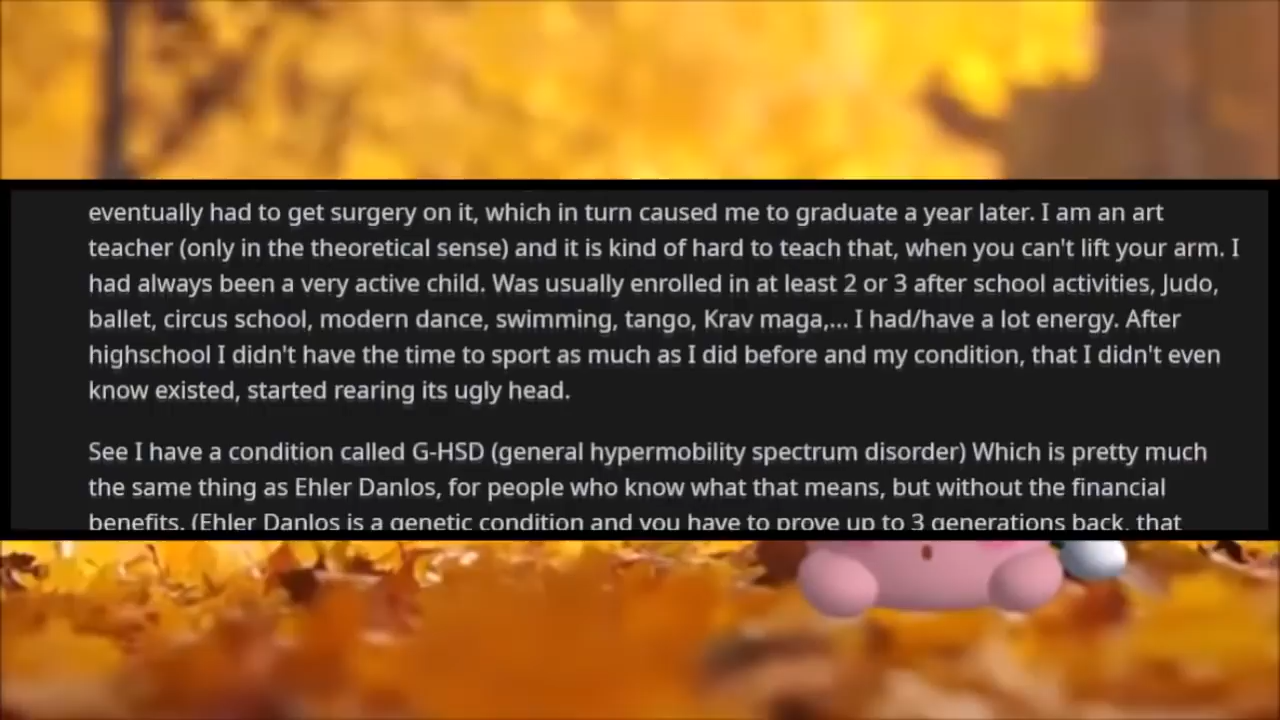 eventually had to get surgery on it, which in turn caused me to graduate a year later. I am an art
teacher (only in the theoretical sense) and it is kind of hard to teach that, when you can't lift your arm. I
had always been a very active child. Was usually enrolled in at least 2 or 3 after school activities, Judo,
ballet, circus school, modern dance, swimming, tango, Krav maga,... I had/have a lot energy. After
highschool I didn't have the time to sport as much as I did before and my condition, that I didn't even
know existed, started rearing its ugly head.
See I have a condition called G-HSD (general hypermobility spectrum disorder) Which is pretty much
the same thing as Ehler Danlos, for people who know what that means, but without the financial
benefits. (Ehler Danlos is a genetic condition and you have to prove up to 3 generations back, that